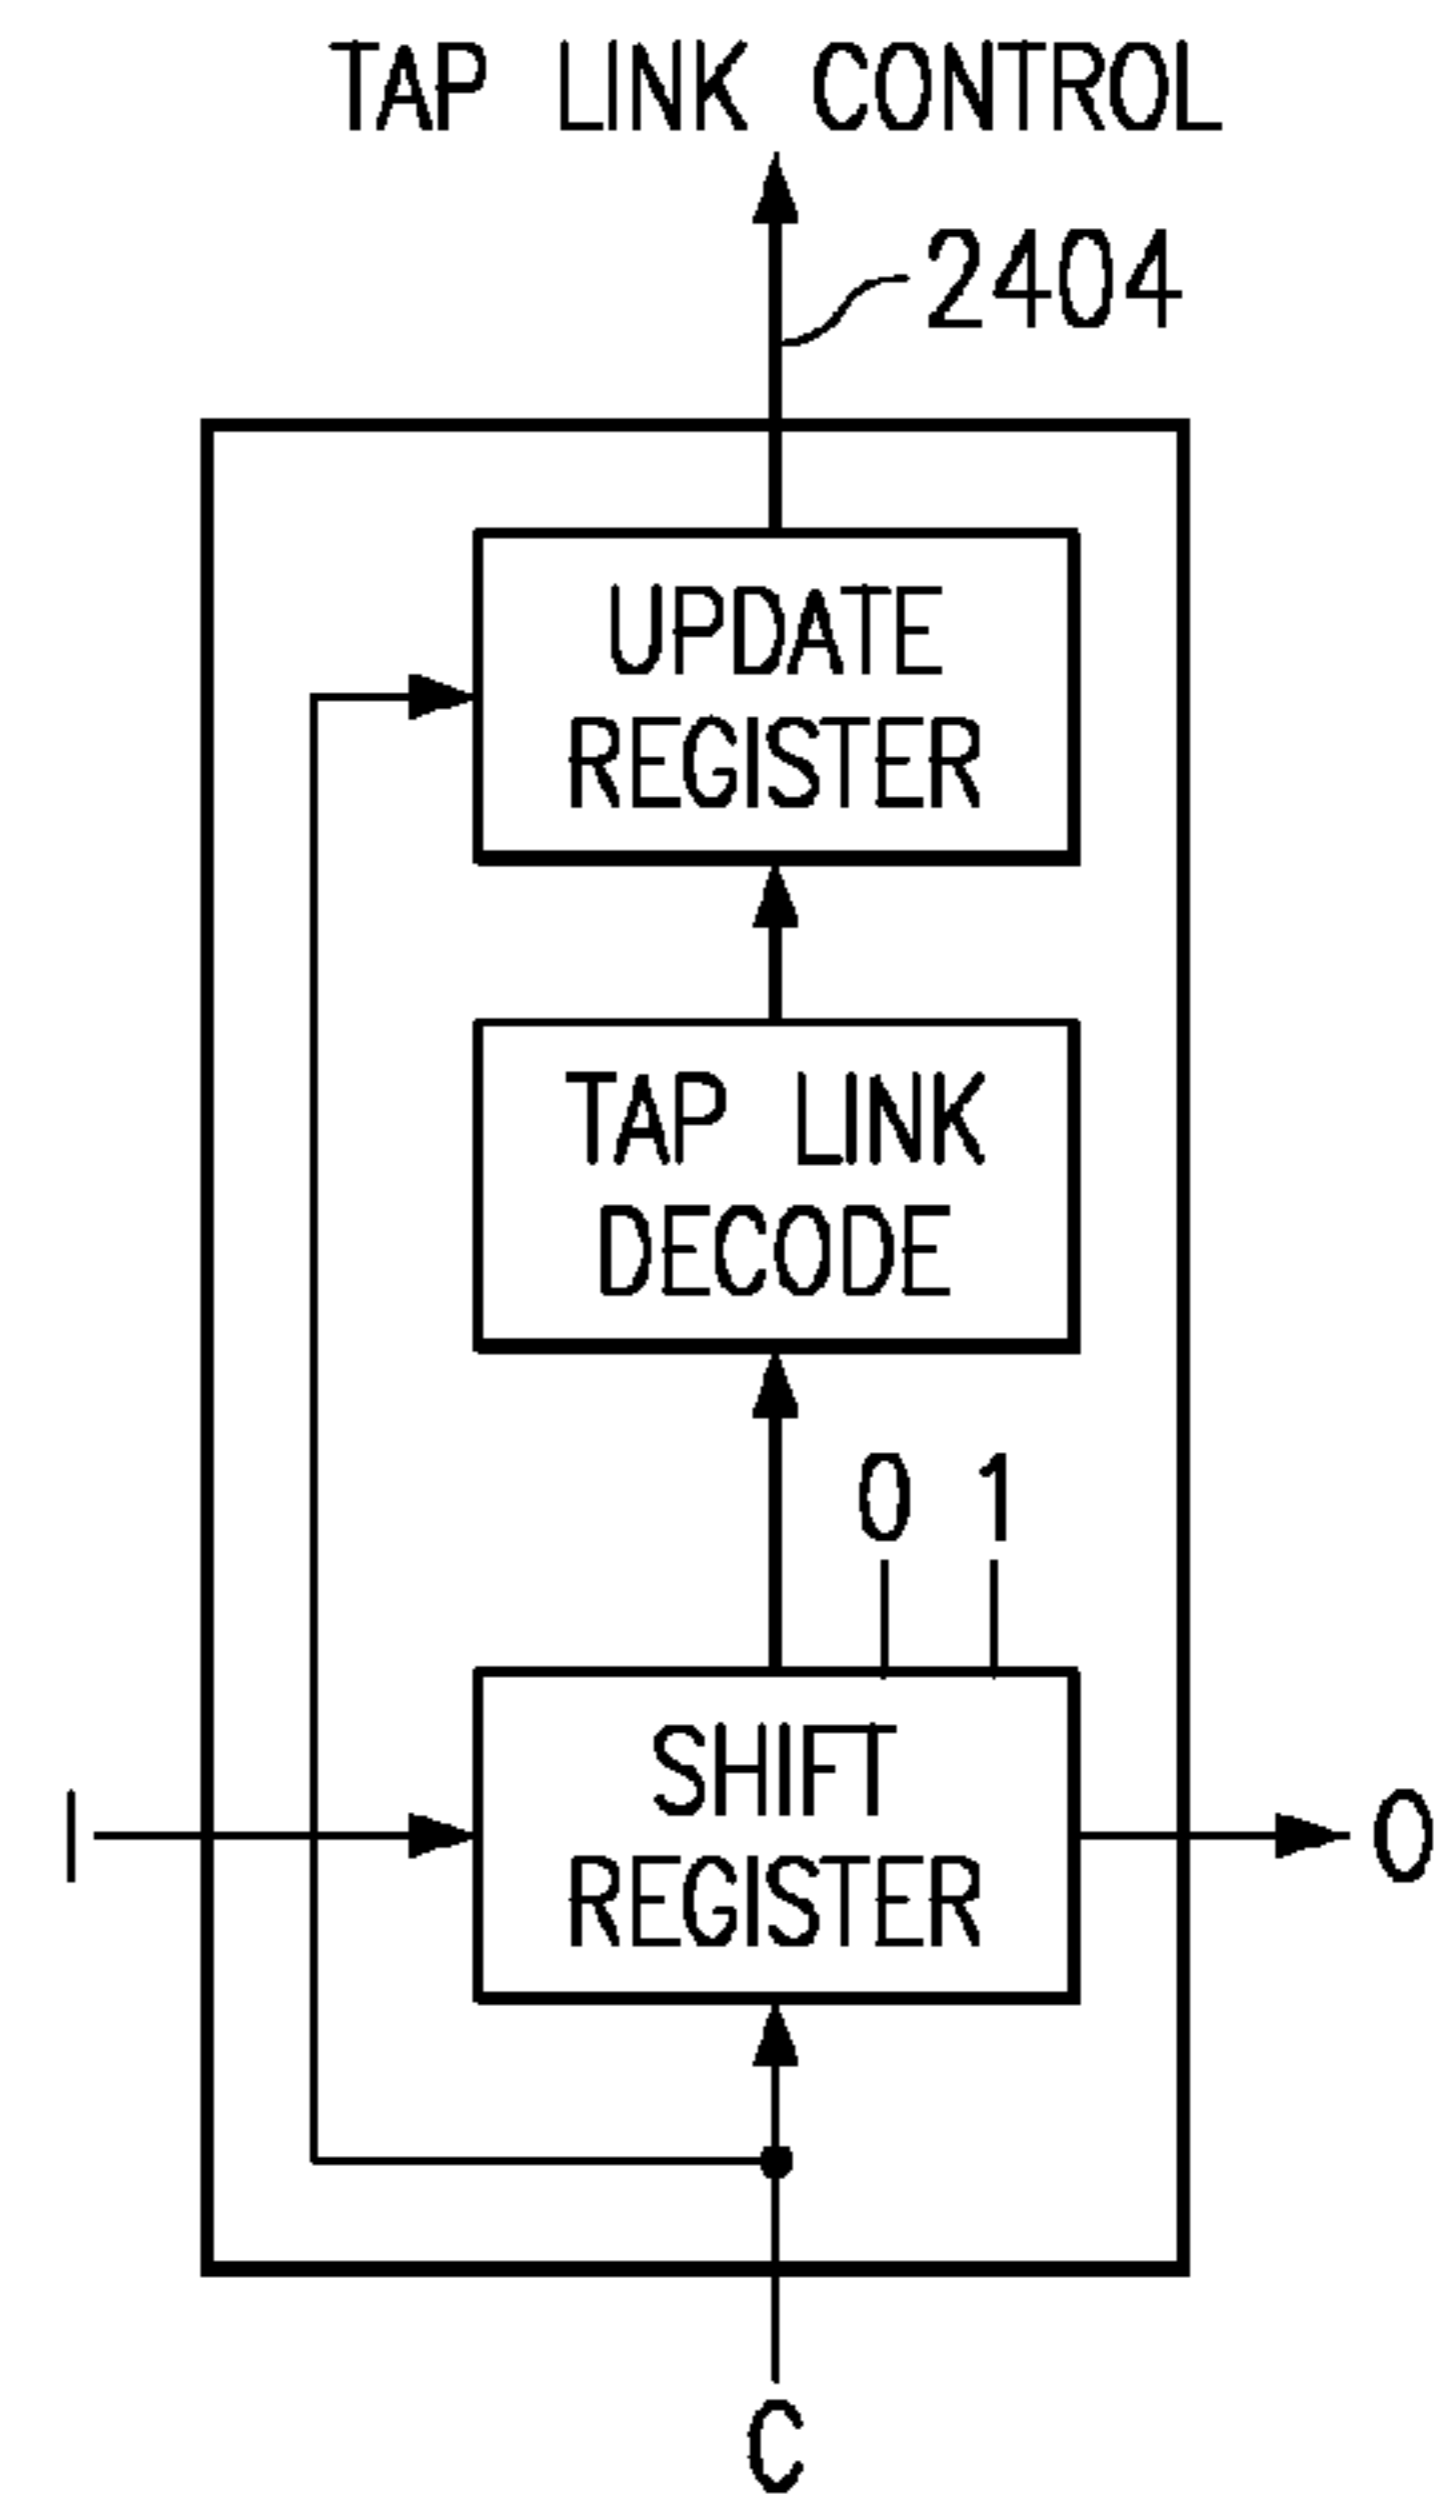 TAP LINK CONTROL
2404
UPDATE
REGISTER
TAP LINK
DECODE
0 1
SHIFT
REGISTER
I
O
C